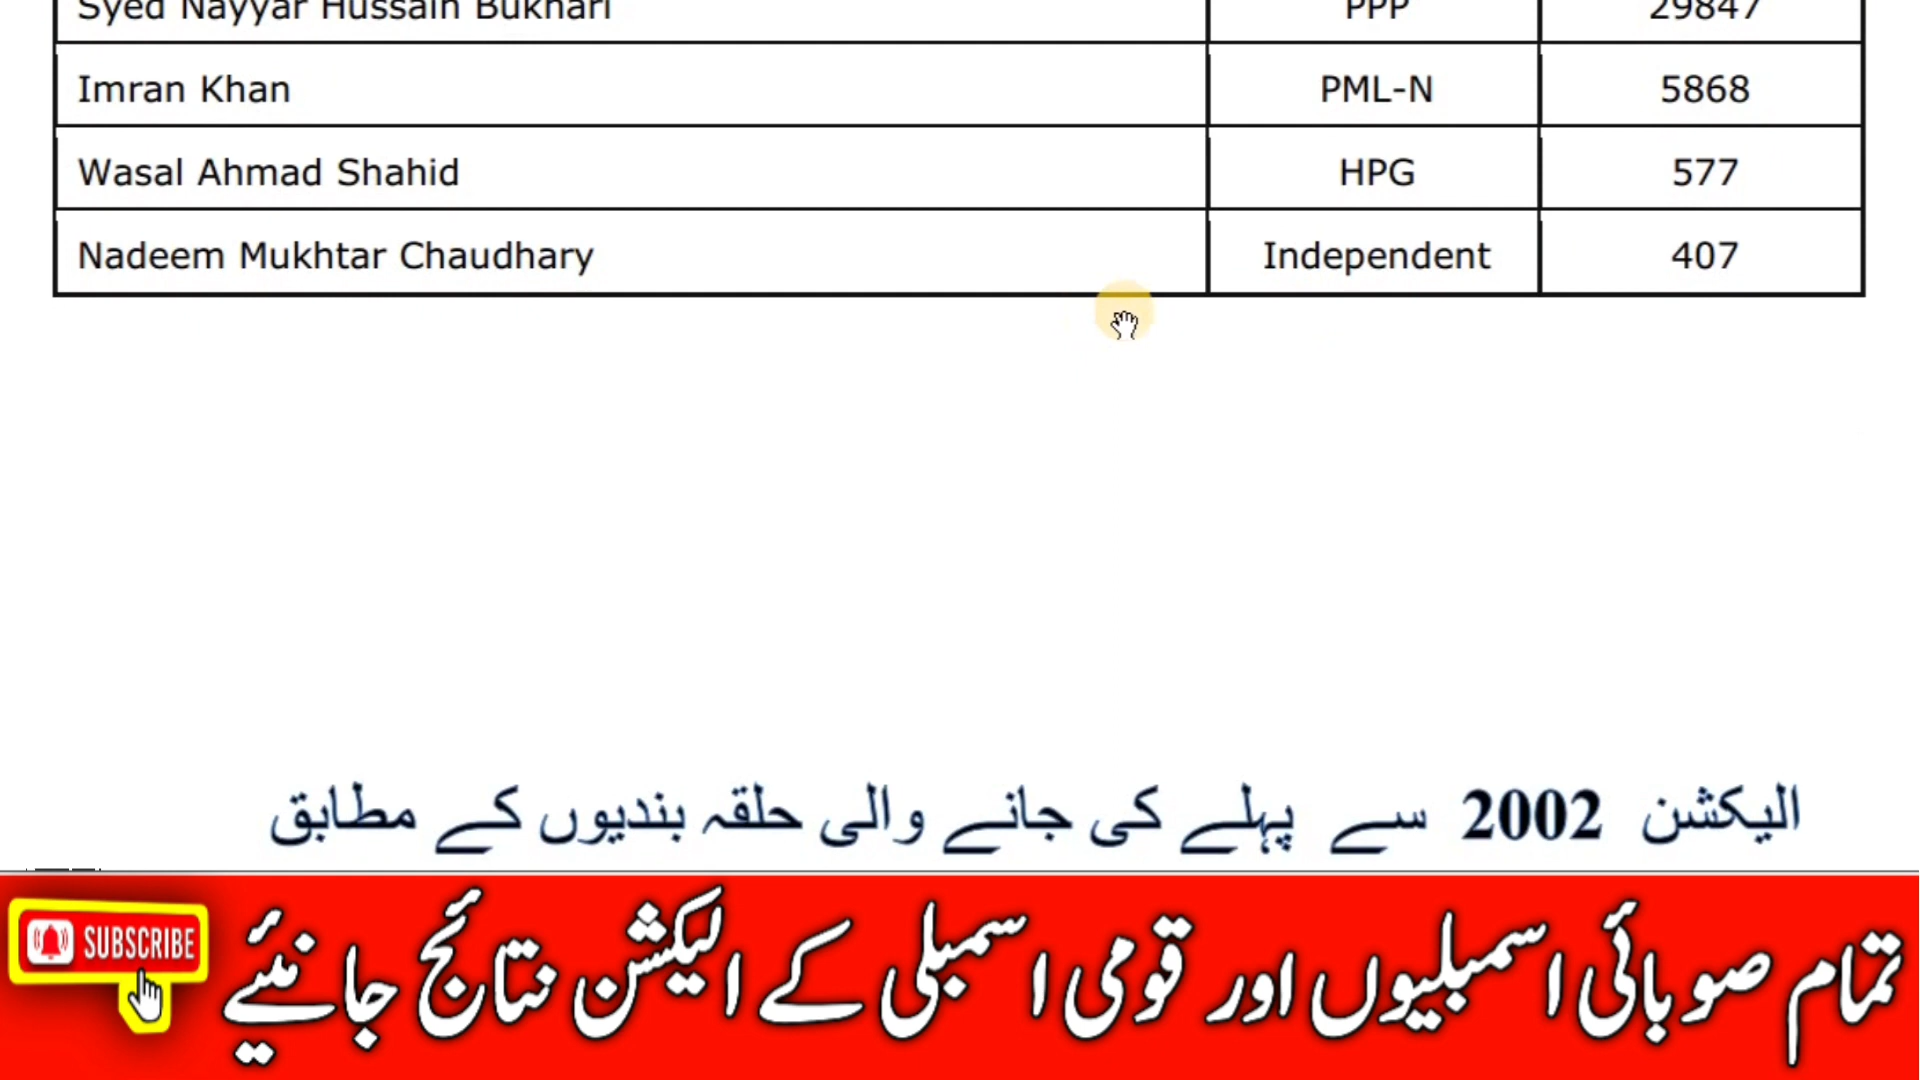 Syed Nayyar Hussain Bukhari PPP 29847
Imran Khan PML-N 5868
Wasal Ahmad Shahid HPG 577
Nadeem Mukhtar Chaudhary Independent 407
الیکشن 2002 سے پہلے کی جانے والی حلقہ بندیوں کے مطابق
SUBSCRIBE
تمام صوبائی اسمبلیوں اور قومی اسمبلی کے الیکشن نتائج جانئیے